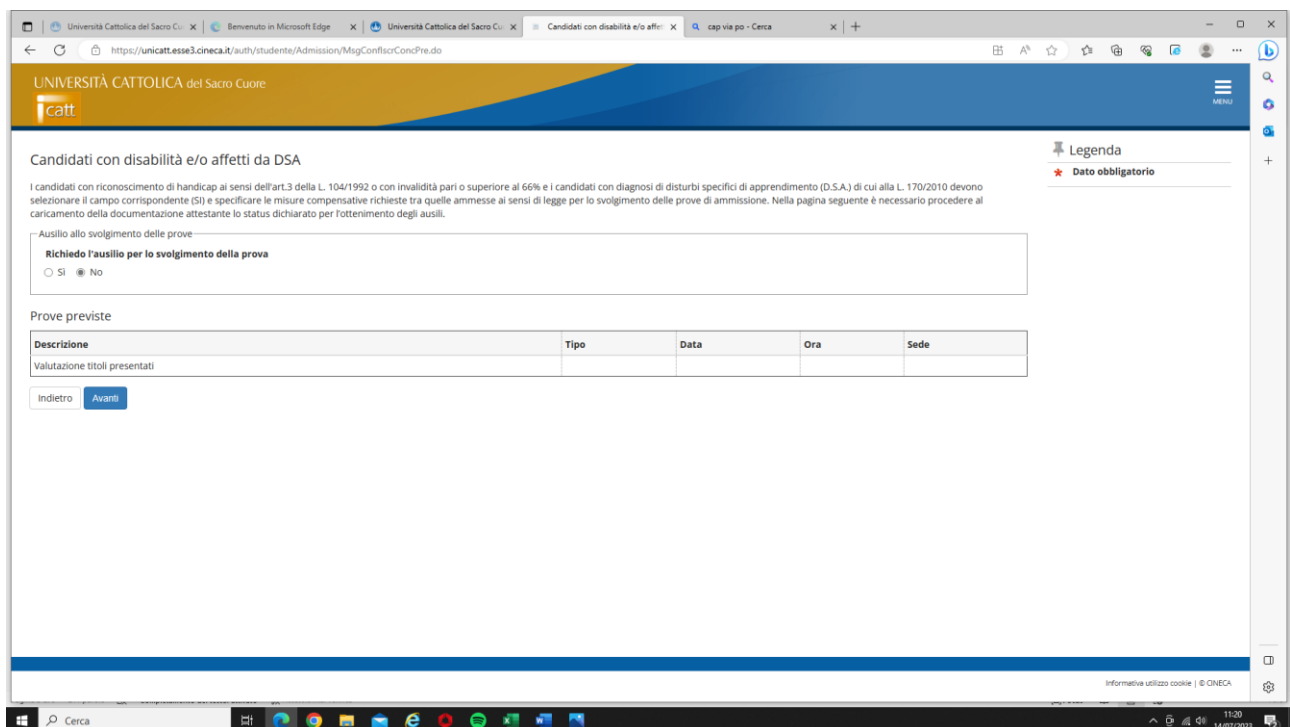 Università Cattolica del Sacro Cu
Benvenuto in Microsoft Edge
Università Cattolica del Sacro Cu
Candidati con disabilità e/o affet
cap via po - Cerca
https://unicatt.esse3.cineca.it/auth/studente/Admission/MsgConfIscrConcPre.do
UNIVERSITÀ CATTOLICA del Sacro Cuore
icatt
MENU
Candidati con disabilità e/o affetti da DSA
I candidati con riconoscimento di handicap ai sensi dell'art.3 della L. 104/1992 o con invalidità pari o superiore al 66% e i candidati con diagnosi di disturbi specifici di apprendimento (D.S.A.) di cui alla L. 170/2010 devono
selezionare il campo corrispondente (SI) e specificare le misure compensative richieste tra quelle ammesse ai sensi di legge per lo svolgimento delle prove di ammissione. Nella pagina seguente è necessario procedere al
caricamento della documentazione attestante lo status dichiarato per l'ottenimento degli ausili.
Legenda
Dato obbligatorio
Ausilio allo svolgimento delle prove
Richiedo l'ausilio per lo svolgimento della prova
Sì No
Prove previste
Descrizione Tipo Data Ora Sede
Valutazione titoli presentati
Indietro Avanti
Informativa utilizzo cookie | © CINECA
Cerca
11:20
14/07/2023